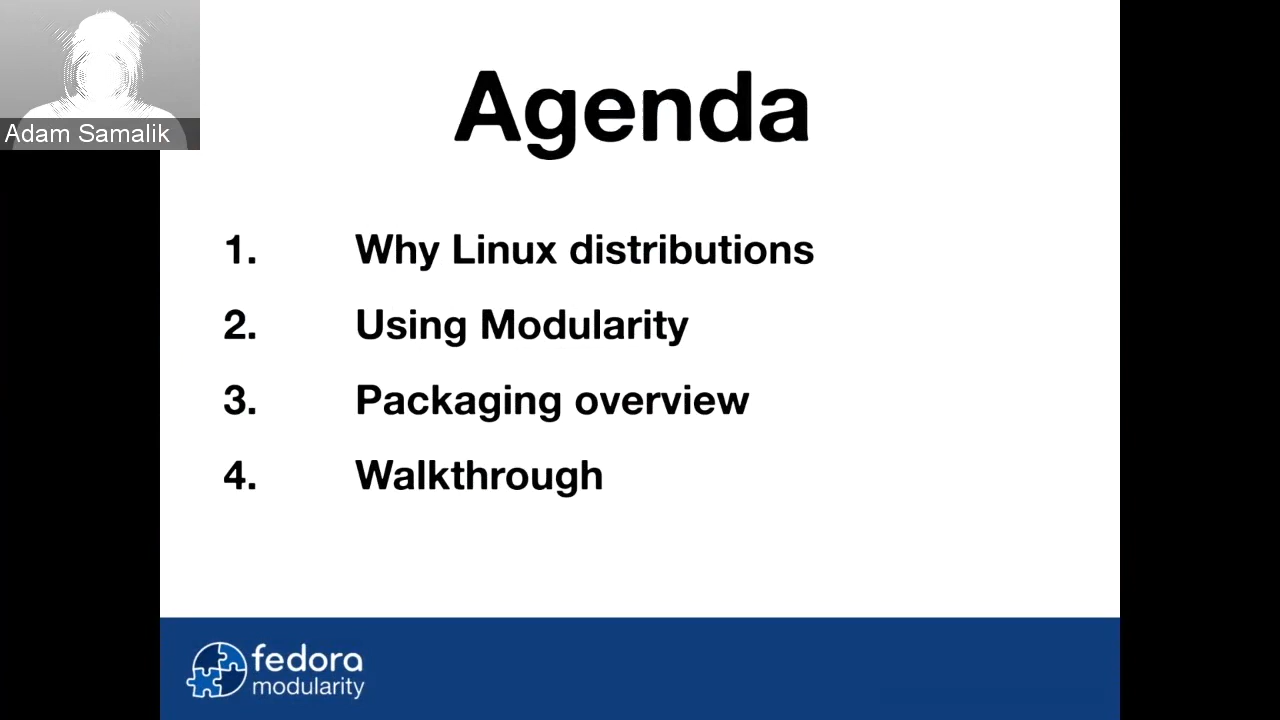 Adam Samalik
Agenda
1. Why Linux distributions
2. Using Modularity
3. Packaging overview
4. Walkthrough
fedora
modularity